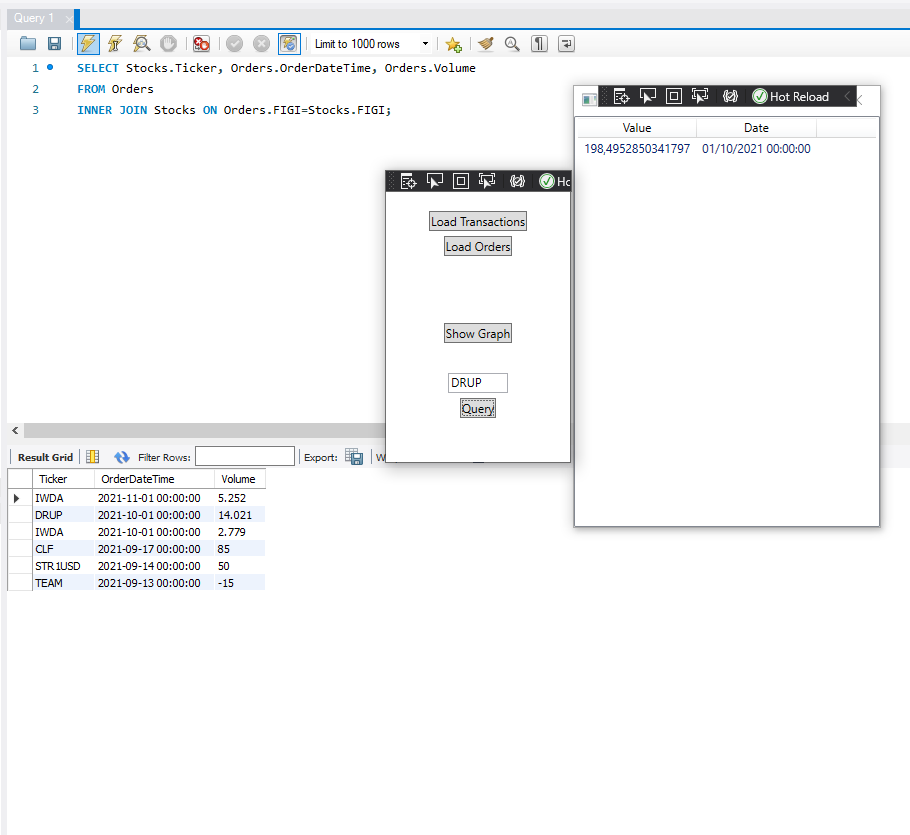 Query 1
Limit to 1000 rows
1 SELECT Stocks.Ticker, Orders.OrderDateTime, Orders.Volume
2 FROM Orders
3 INNER JOIN Stocks ON Orders.FIGI=Stocks.FIGI;
Hot Reload
Value Date
198,4952850341797 01/10/2021 00:00:00
Ho
Load Transactions
Load Orders
Show Graph
DRUP
Query
Result Grid Filter Rows: Export: W
Ticker OrderDateTime Volume
IWDA 2021-11-01 00:00:00 5.252
DRUP 2021-10-01 00:00:00 14.021
IWDA 2021-10-01 00:00:00 2.779
CLF 2021-09-17 00:00:00 85
STR1USD 2021-09-14 00:00:00 50
TEAM 2021-09-13 00:00:00 -15